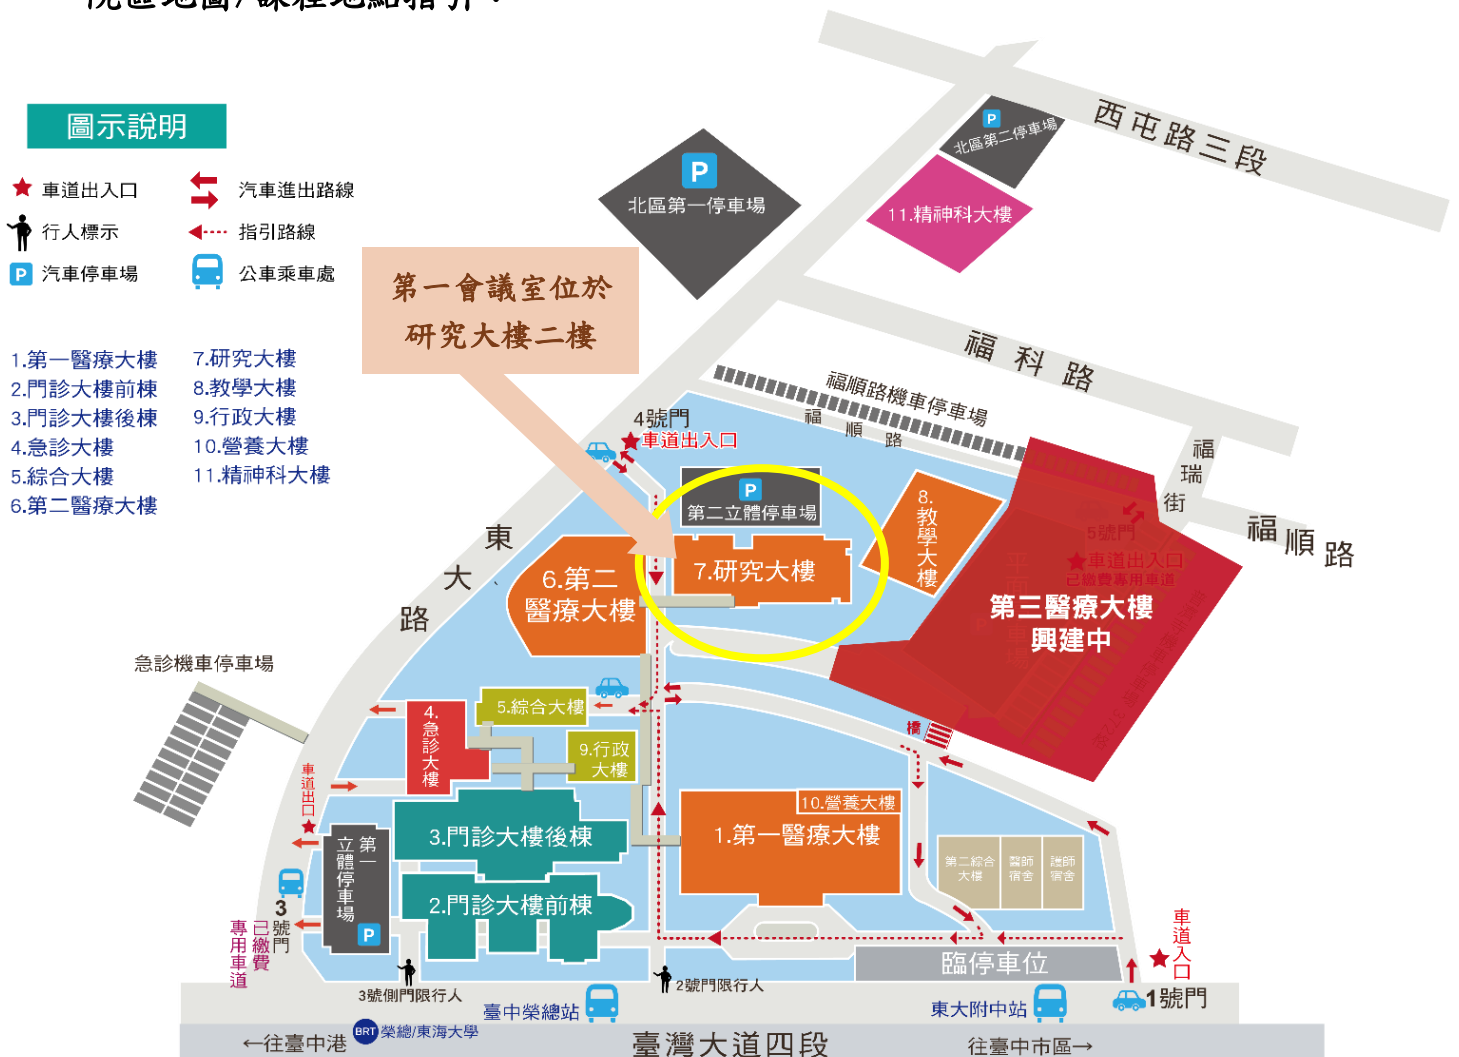 院區地圖/課程地點指引：
圖示說明
車道出入口
汽車進出路線
行人標示
指引路線
P 汽車停車場
公車乘車處
1.第一醫療大樓
2.門診大樓前棟
3.門診大樓後棟
4.急診大樓
5.綜合大樓
6.第二醫療大樓
7.研究大樓
8.教學大樓
9.行政大樓
10.營養大樓
11.精神科大樓
第一會議室位於
研究大樓二樓
西屯路三段
P
北區第二停車場
11.精神科大樓
P
北區第一停車場
福科路
福順路機車停車場
福順路
福瑞街
福順路
4號門
車道出入口
P
第二立體停車場
8.教學大樓
7.研究大樓
6.第二
醫療大樓
5號門
車道出入口
已繳費專用車道
第三醫療大樓
興建中
東大路
急診機車停車場
4.急診大樓
5.綜合大樓
9.行政
大樓
橋
車道出口
3.門診大樓後棟
10.營養大樓
1.第一醫療大樓
第一
立體停車場
P
2.門診大樓前棟
第二綜合
大樓
醫師
宿舍
護師
宿舍
3號門
已繳費
專用車道
車道入口
臨停車位
3號側門限行人
2號門限行人
1號門
臺中榮總站
東大附中站
BRT 榮總/東海大學
←往臺中港
臺灣大道四段
往臺中市區→